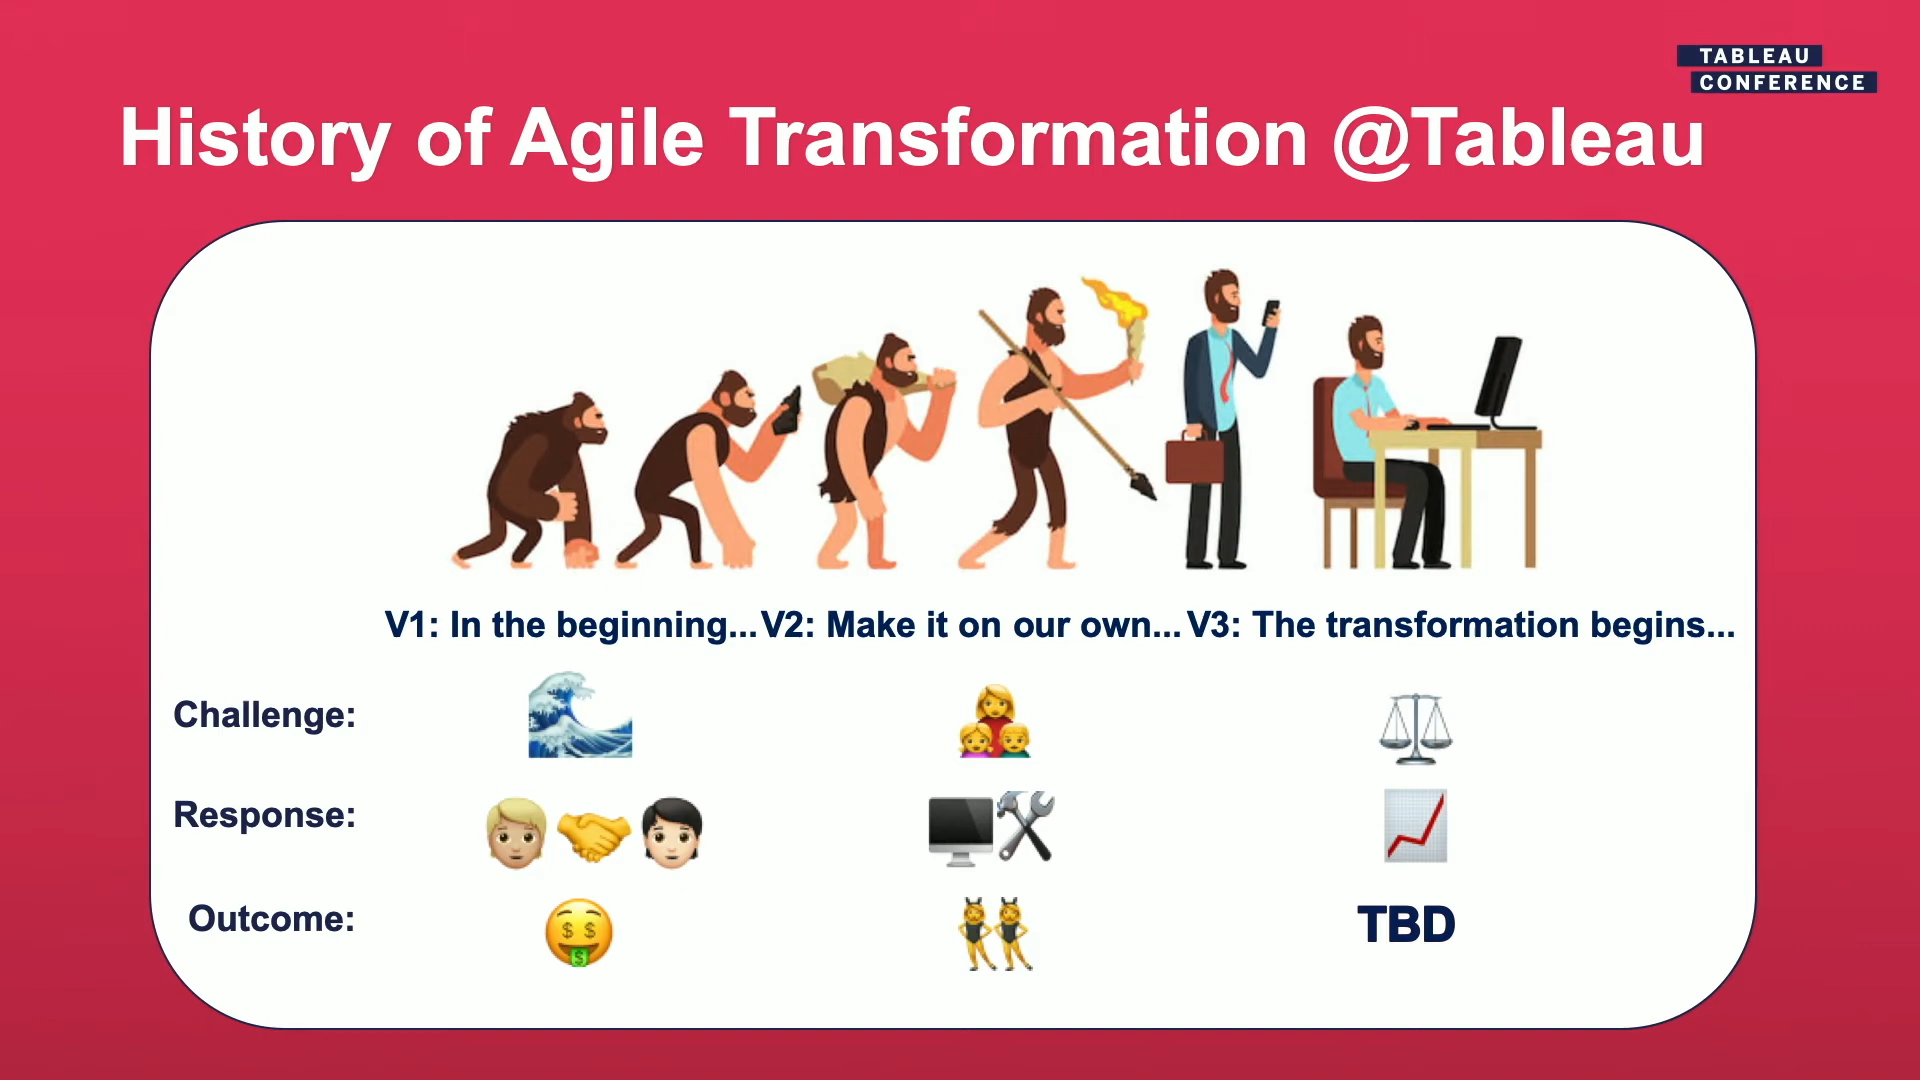 TABLEAU
CONFERENCE
History of Agile Transformation @Tableau
V1: In the beginning... V2: Make it on our own... V3: The transformation begins...
Challenge:
Response:
Outcome:
TBD